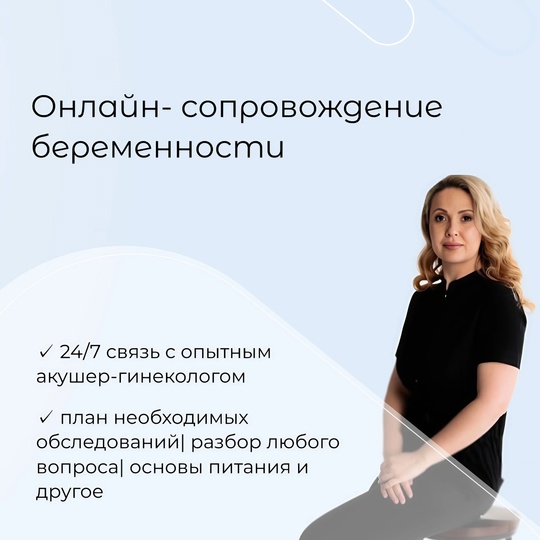 Онлайн- сопровождение
беременности
✓ 24/7 связь с опытным
акушер-гинекологом
✓ план необходимых
обследований| разбор любого
вопроса| основы питания и
другое